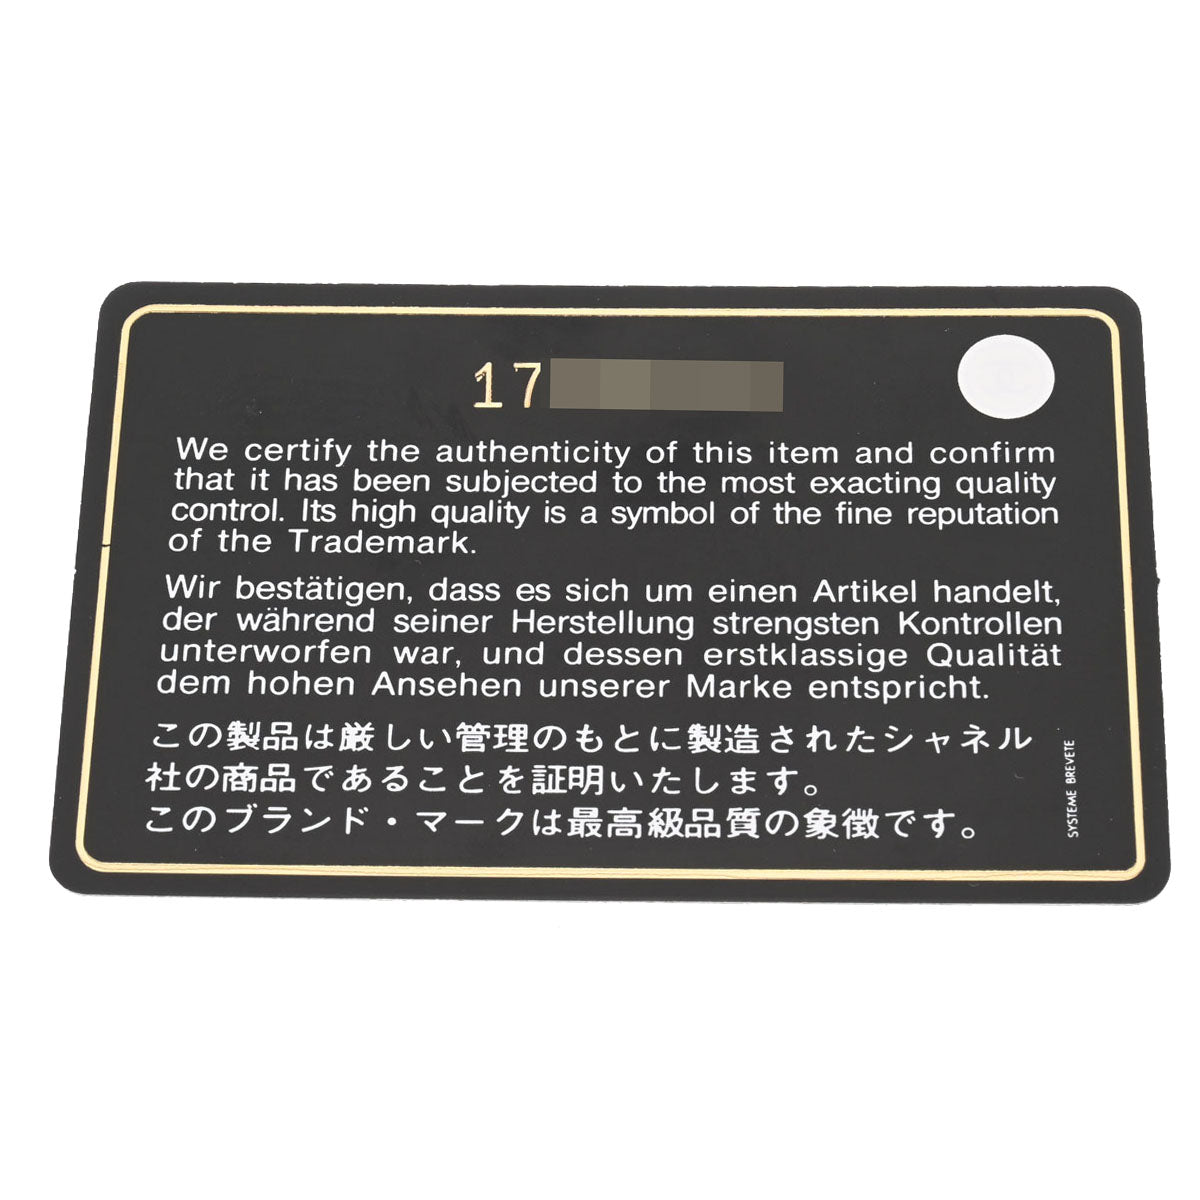 17
We certify the authenticity of this item and confirm
that it has been subjected to the most exacting quality
control. Its high quality is a symbol of the fine reputation
of the Trademark.
Wir bestätigen, dass es sich um einen Artikel handelt,
der während seiner Herstellung strengsten Kontrollen
unterworfen war, und dessen erstklassige Qualität
dem hohen Ansehen unserer Marke entspricht.
この製品は厳しい管理のもとに製造されたシャネル
社の商品であることを証明いたします。
このブランド・マークは最高級品質の象徴です。
SYSTEME BREVETE